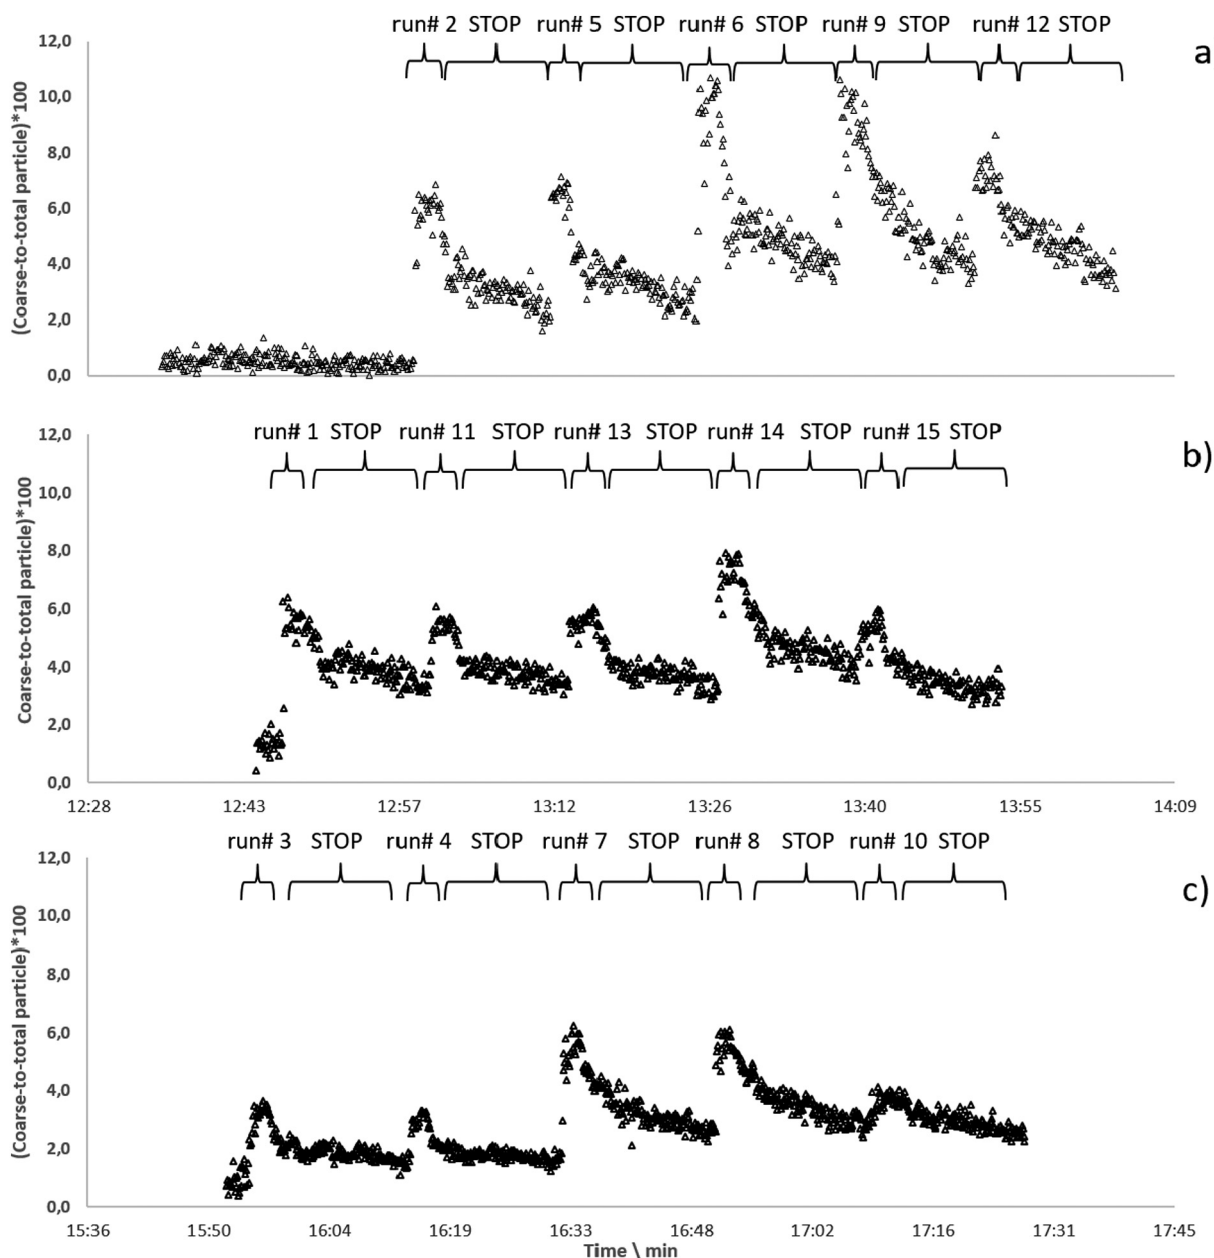 run# 2 STOP run# 5 STOP run# 6 STOP run# 9 STOP run# 12 STOP
a
(Coarse-to-total particle)*100
12,0
10,0
8,0
6,0
4,0
2,0
0,0
run# 1 STOP run# 11 STOP run# 13 STOP run# 14 STOP run# 15 STOP
b)
Coarse-to-total particle)*100
12,0
10,0
8,0
6,0
4,0
2,0
0,0
12:28 12:43 12:57 13:12 13:26 13:40 13:55 14:09
run# 3 STOP run# 4 STOP run# 7 STOP run# 8 STOP run# 10 STOP
c)
(Coarse-to-total particle)*100
12,0
10,0
8,0
6,0
4,0
2,0
0,0
15:36 15:50 16:04 16:19 16:33 16:48 17:02 17:16 17:31 17:45
Time \ min